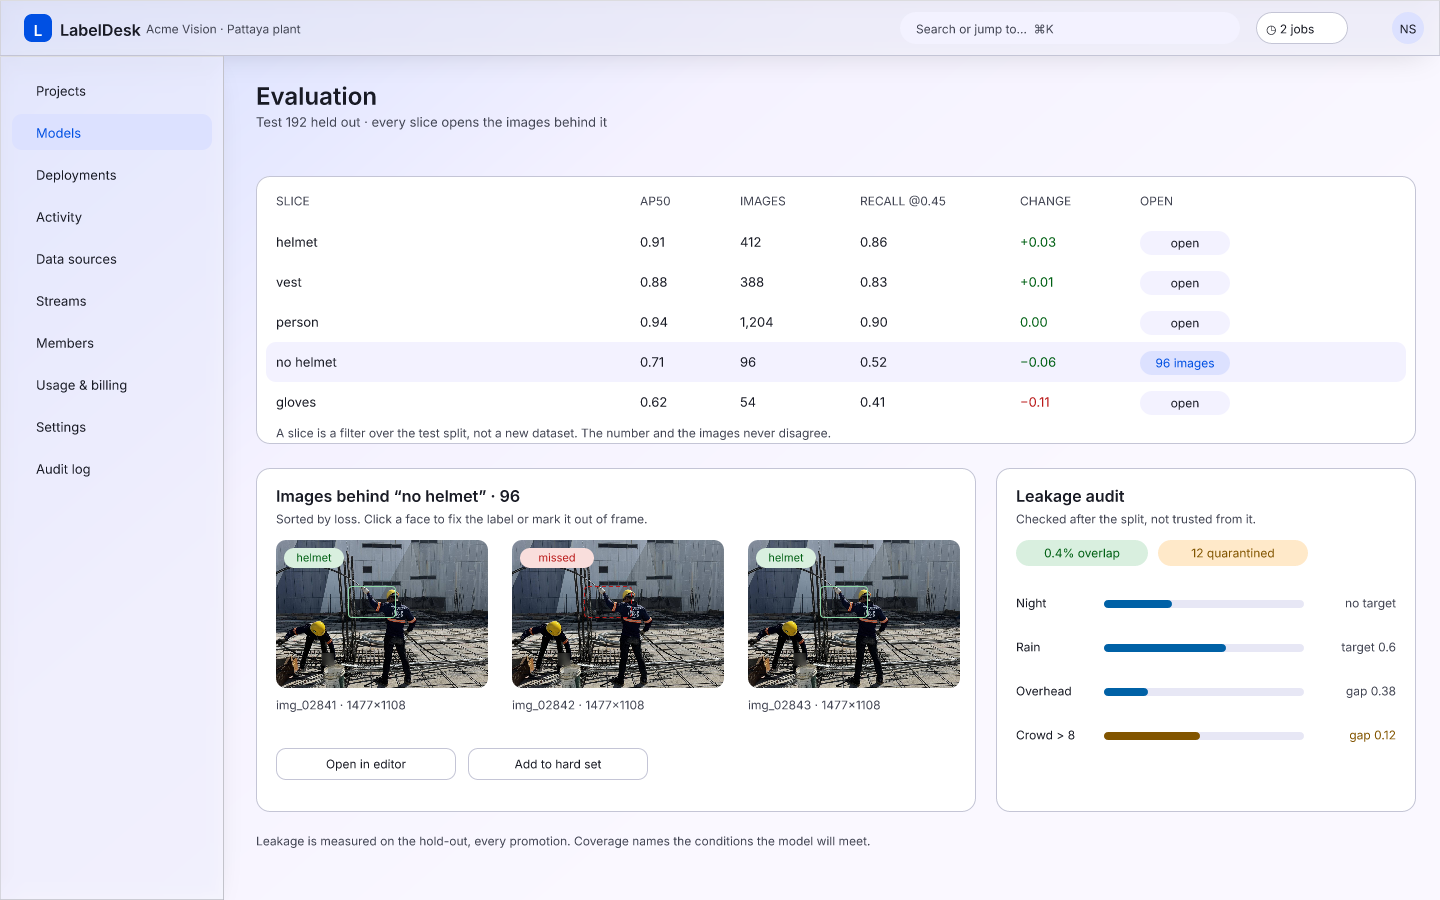 L LabelDesk Acme Vision · Pattaya plant Search or jump to... ⌘K ◷ 2 jobs NS
Projects
Models
Deployments
Activity
Data sources
Streams
Members
Usage & billing
Settings
Audit log
Evaluation
Test 192 held out · every slice opens the images behind it
SLICE AP50 IMAGES RECALL @0.45 CHANGE OPEN
helmet 0.91 412 0.86 +0.03 open
vest 0.88 388 0.83 +0.01 open
person 0.94 1,204 0.90 0.00 open
no helmet 0.71 96 0.52 −0.06 96 images
gloves 0.62 54 0.41 −0.11 open
A slice is a filter over the test split, not a new dataset. The number and the images never disagree.
Images behind “no helmet” · 96
Sorted by loss. Click a face to fix the label or mark it out of frame.
helmet missed helmet
img_02841 · 1477×1108 img_02842 · 1477×1108 img_02843 · 1477×1108
Open in editor Add to hard set
Leakage audit
Checked after the split, not trusted from it.
0.4% overlap 12 quarantined
Night no target
Rain target 0.6
Overhead gap 0.38
Crowd > 8 gap 0.12
Leakage is measured on the hold-out, every promotion. Coverage names the conditions the model will meet.